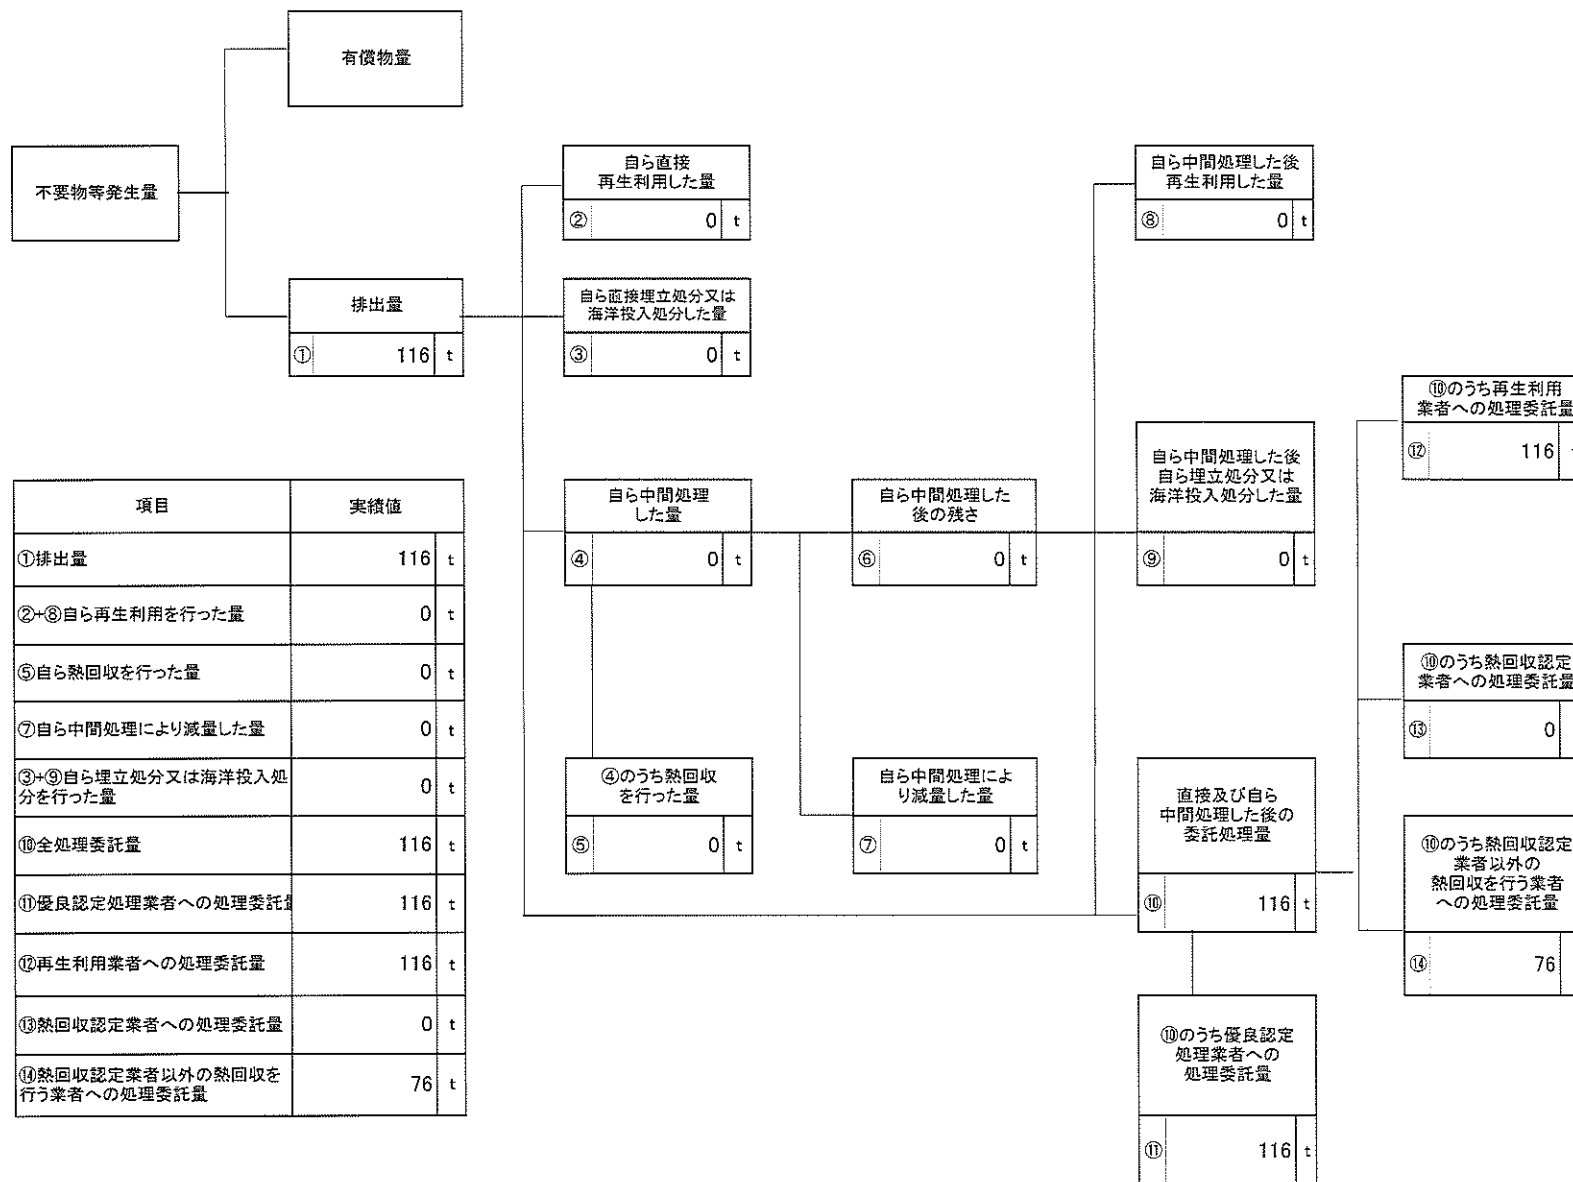 有償物量
不要物等発生量
排出量
① 116 t
自ら直接
再生利用した量
② 0 t
自ら直接埋立処分又は
海洋投入処分した量
③ 0 t
自ら中間処理
した量
④ 0 t
④のうち熱回収
を行った量
⑤ 0 t
自ら中間処理した
後の残さ
⑥ 0 t
自ら中間処理によ
り減量した量
⑦ 0 t
自ら中間処理した後
再生利用した量
⑧ 0 t
自ら中間処理した後
自ら埋立処分又は
海洋投入処分した量
⑨ 0 t
直接及び自ら
中間処理した後の
委託処理量
⑩ 116 t
⑩のうち優良認定
処理業者への
処理委託量
⑪ 116 t
⑩のうち再生利用
業者への処理委託量
⑫ 116
⑩のうち熱回収認定
業者への処理委託量
⑬ 0
⑩のうち熱回収認定
業者以外の
熱回収を行う業者
への処理委託量
⑭ 76
項目 実績値
①排出量 116 t
②+⑧自ら再生利用を行った量 0 t
⑤自ら熱回収を行った量 0 t
⑦自ら中間処理により減量した量 0 t
③+⑨自ら埋立処分又は海洋投入処
分を行った量 0 t
⑩全処理委託量 116 t
⑪優良認定処理業者への処理委託量 116 t
⑫再生利用業者への処理委託量 116 t
⑬熱回収認定業者への処理委託量 0 t
⑭熱回収認定業者以外の熱回収を
行う業者への処理委託量 76 t